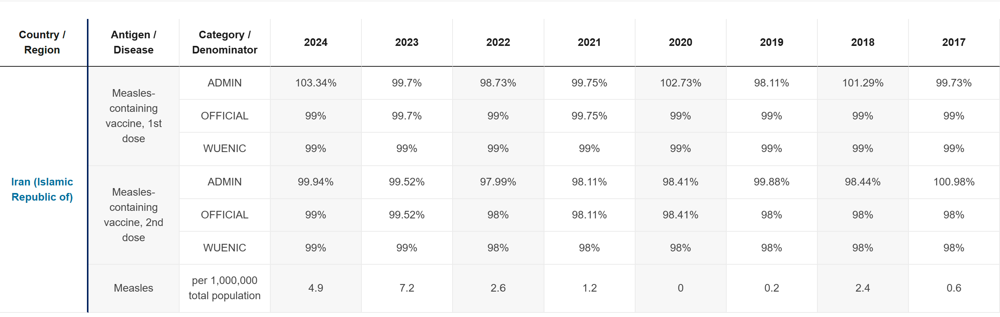 Country / Region
Antigen / Disease
Category / Denominator
2024
2023
2022
2021
2020
2019
2018
2017
Iran (Islamic Republic of)
Measles-containing vaccine, 1st dose
ADMIN 103.34% 99.7% 98.73% 99.75% 102.73% 98.11% 101.29% 99.73%
OFFICIAL 99% 99.7% 99% 99.75% 99% 99% 99% 99%
WUENIC 99% 99% 99% 99% 99% 99% 99% 99%
Measles-containing vaccine, 2nd dose
ADMIN 99.94% 99.52% 97.99% 98.11% 98.41% 99.88% 98.44% 100.98%
OFFICIAL 99% 99.52% 98% 98.11% 98.41% 98% 98% 98%
WUENIC 99% 99% 98% 98% 98% 98% 98% 98%
Measles
per 1,000,000 total population 4.9 7.2 2.6 1.2 0 0.2 2.4 0.6